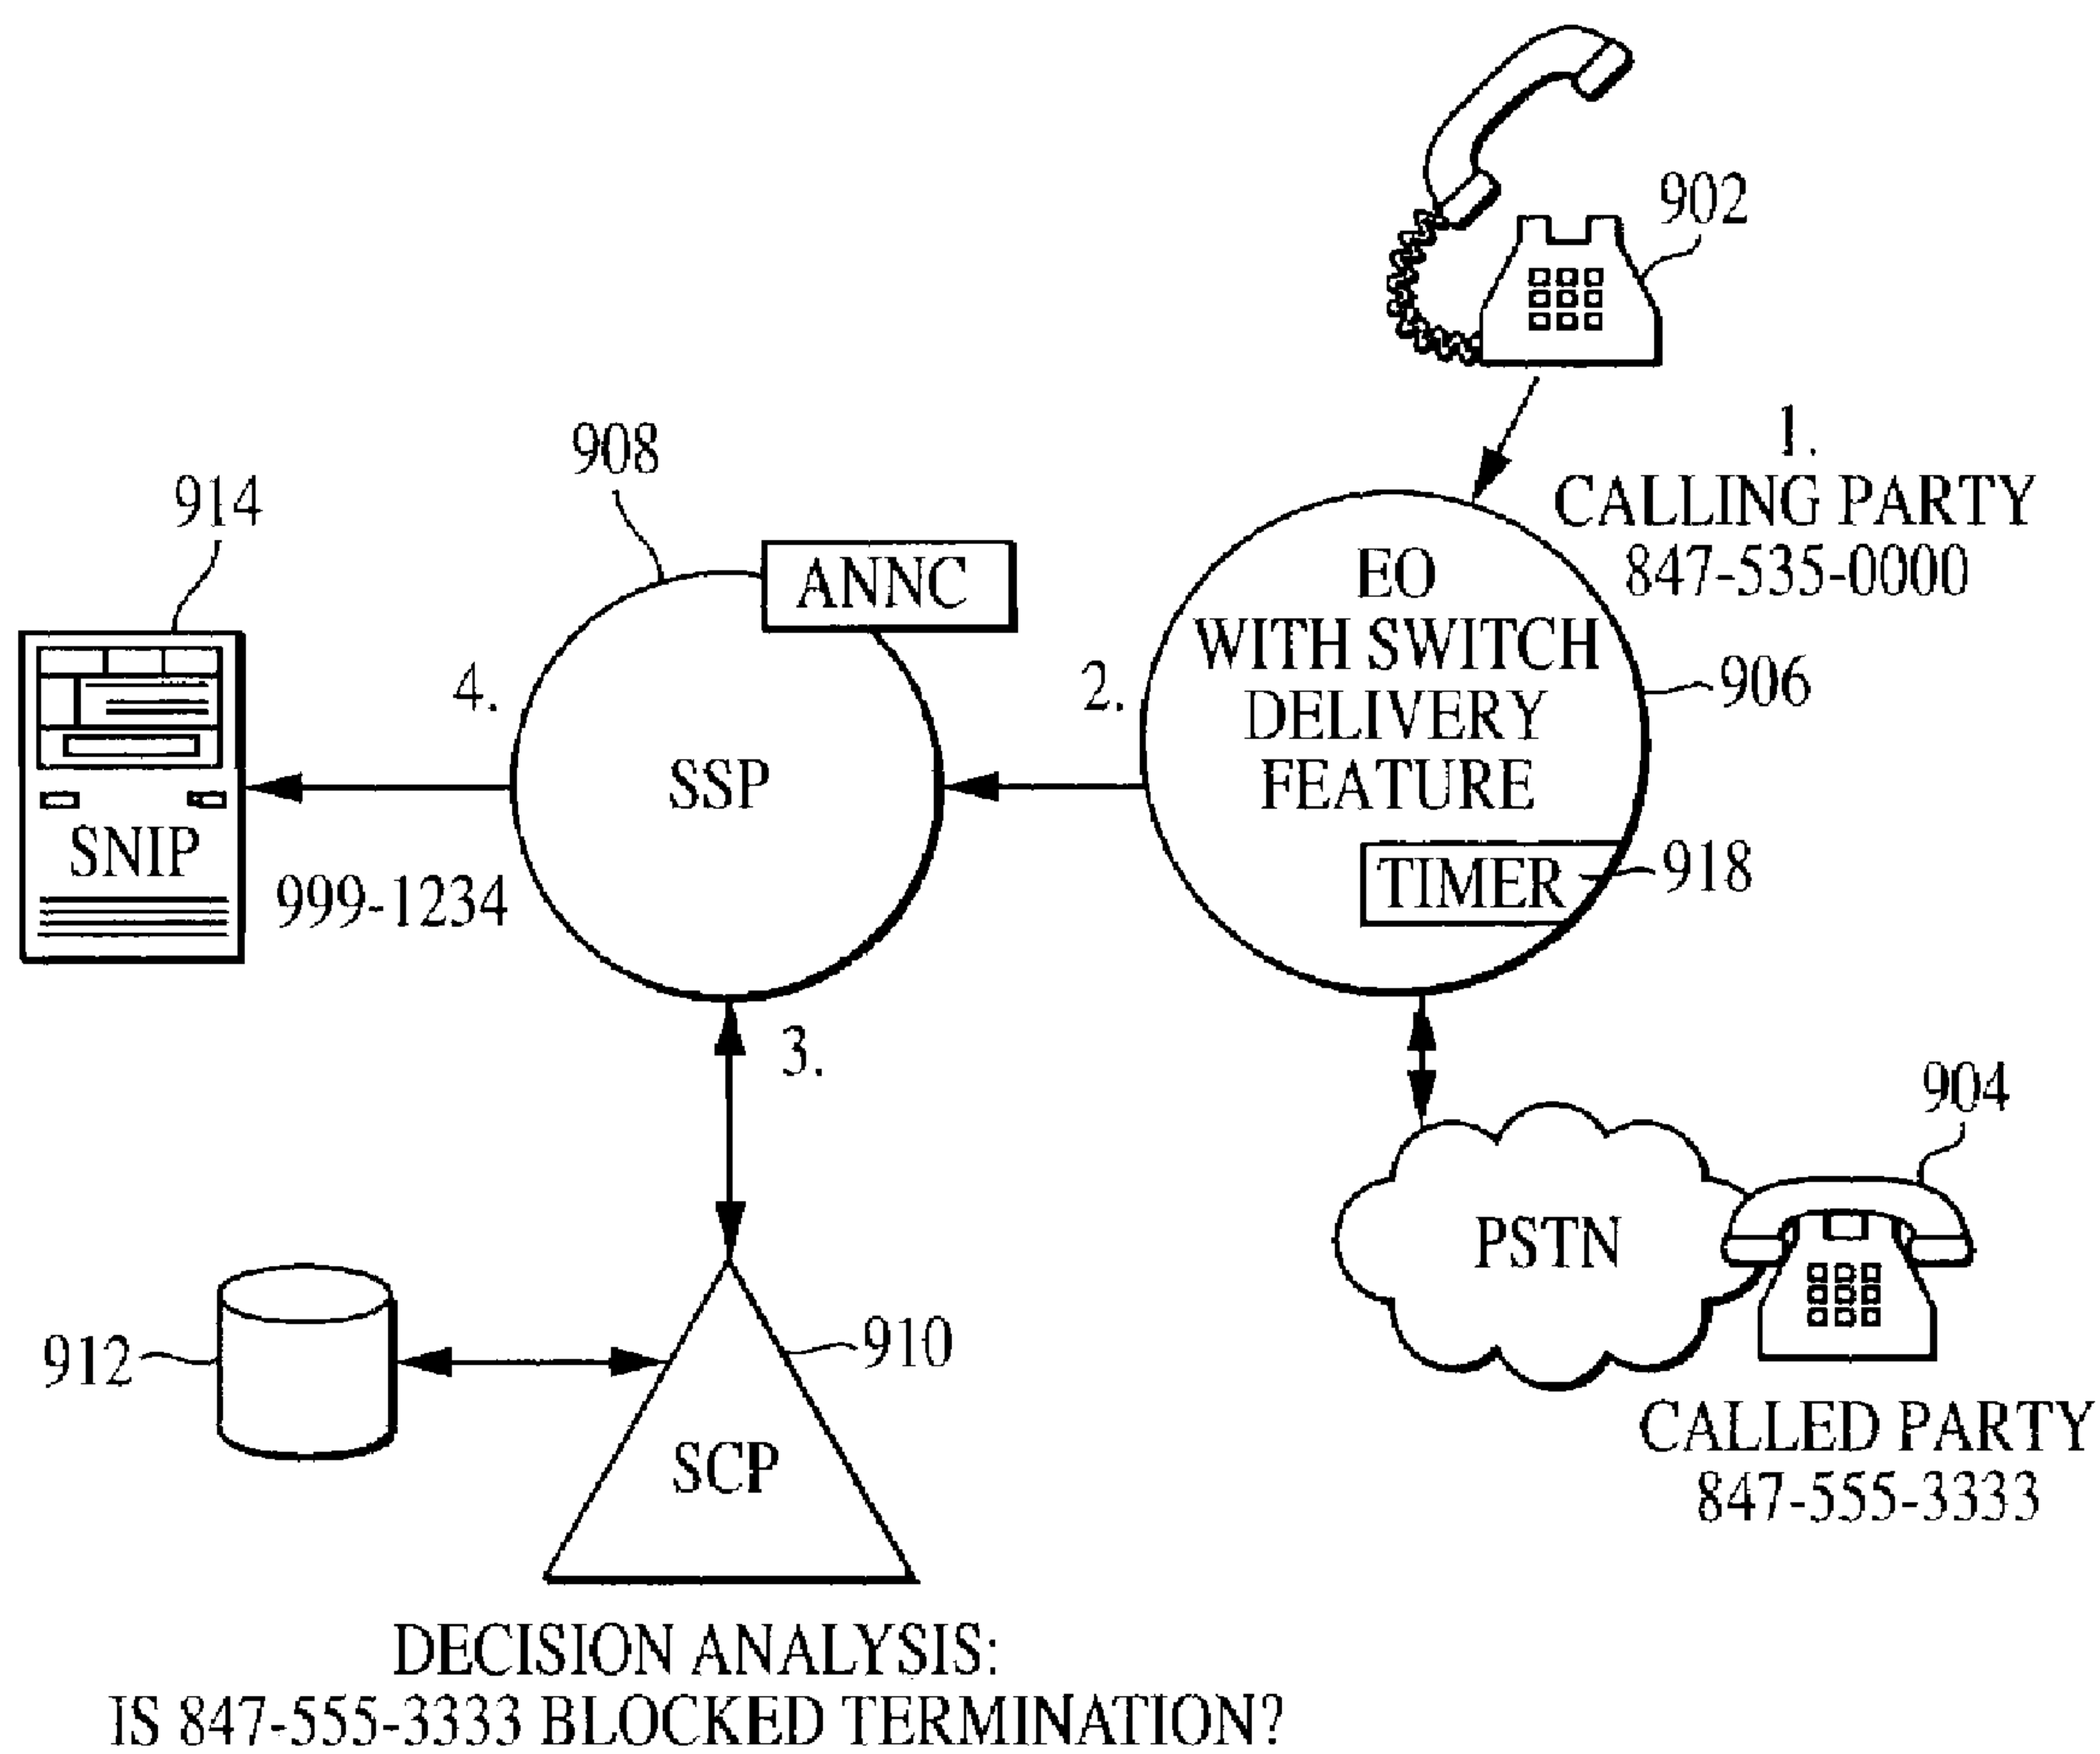 902
1.
CALLING PARTY
847-535-0000
908
914
ANNC
EO
WITH SWITCH
DELIVERY
FEATURE
906
4.
2.
SSP
TIMER
918
SNIP
999-1234
3.
904
PSTN
CALLED PARTY
847-555-3333
912
910
SCP
DECISION ANALYSIS:
IS 847-555-3333 BLOCKED TERMINATION?